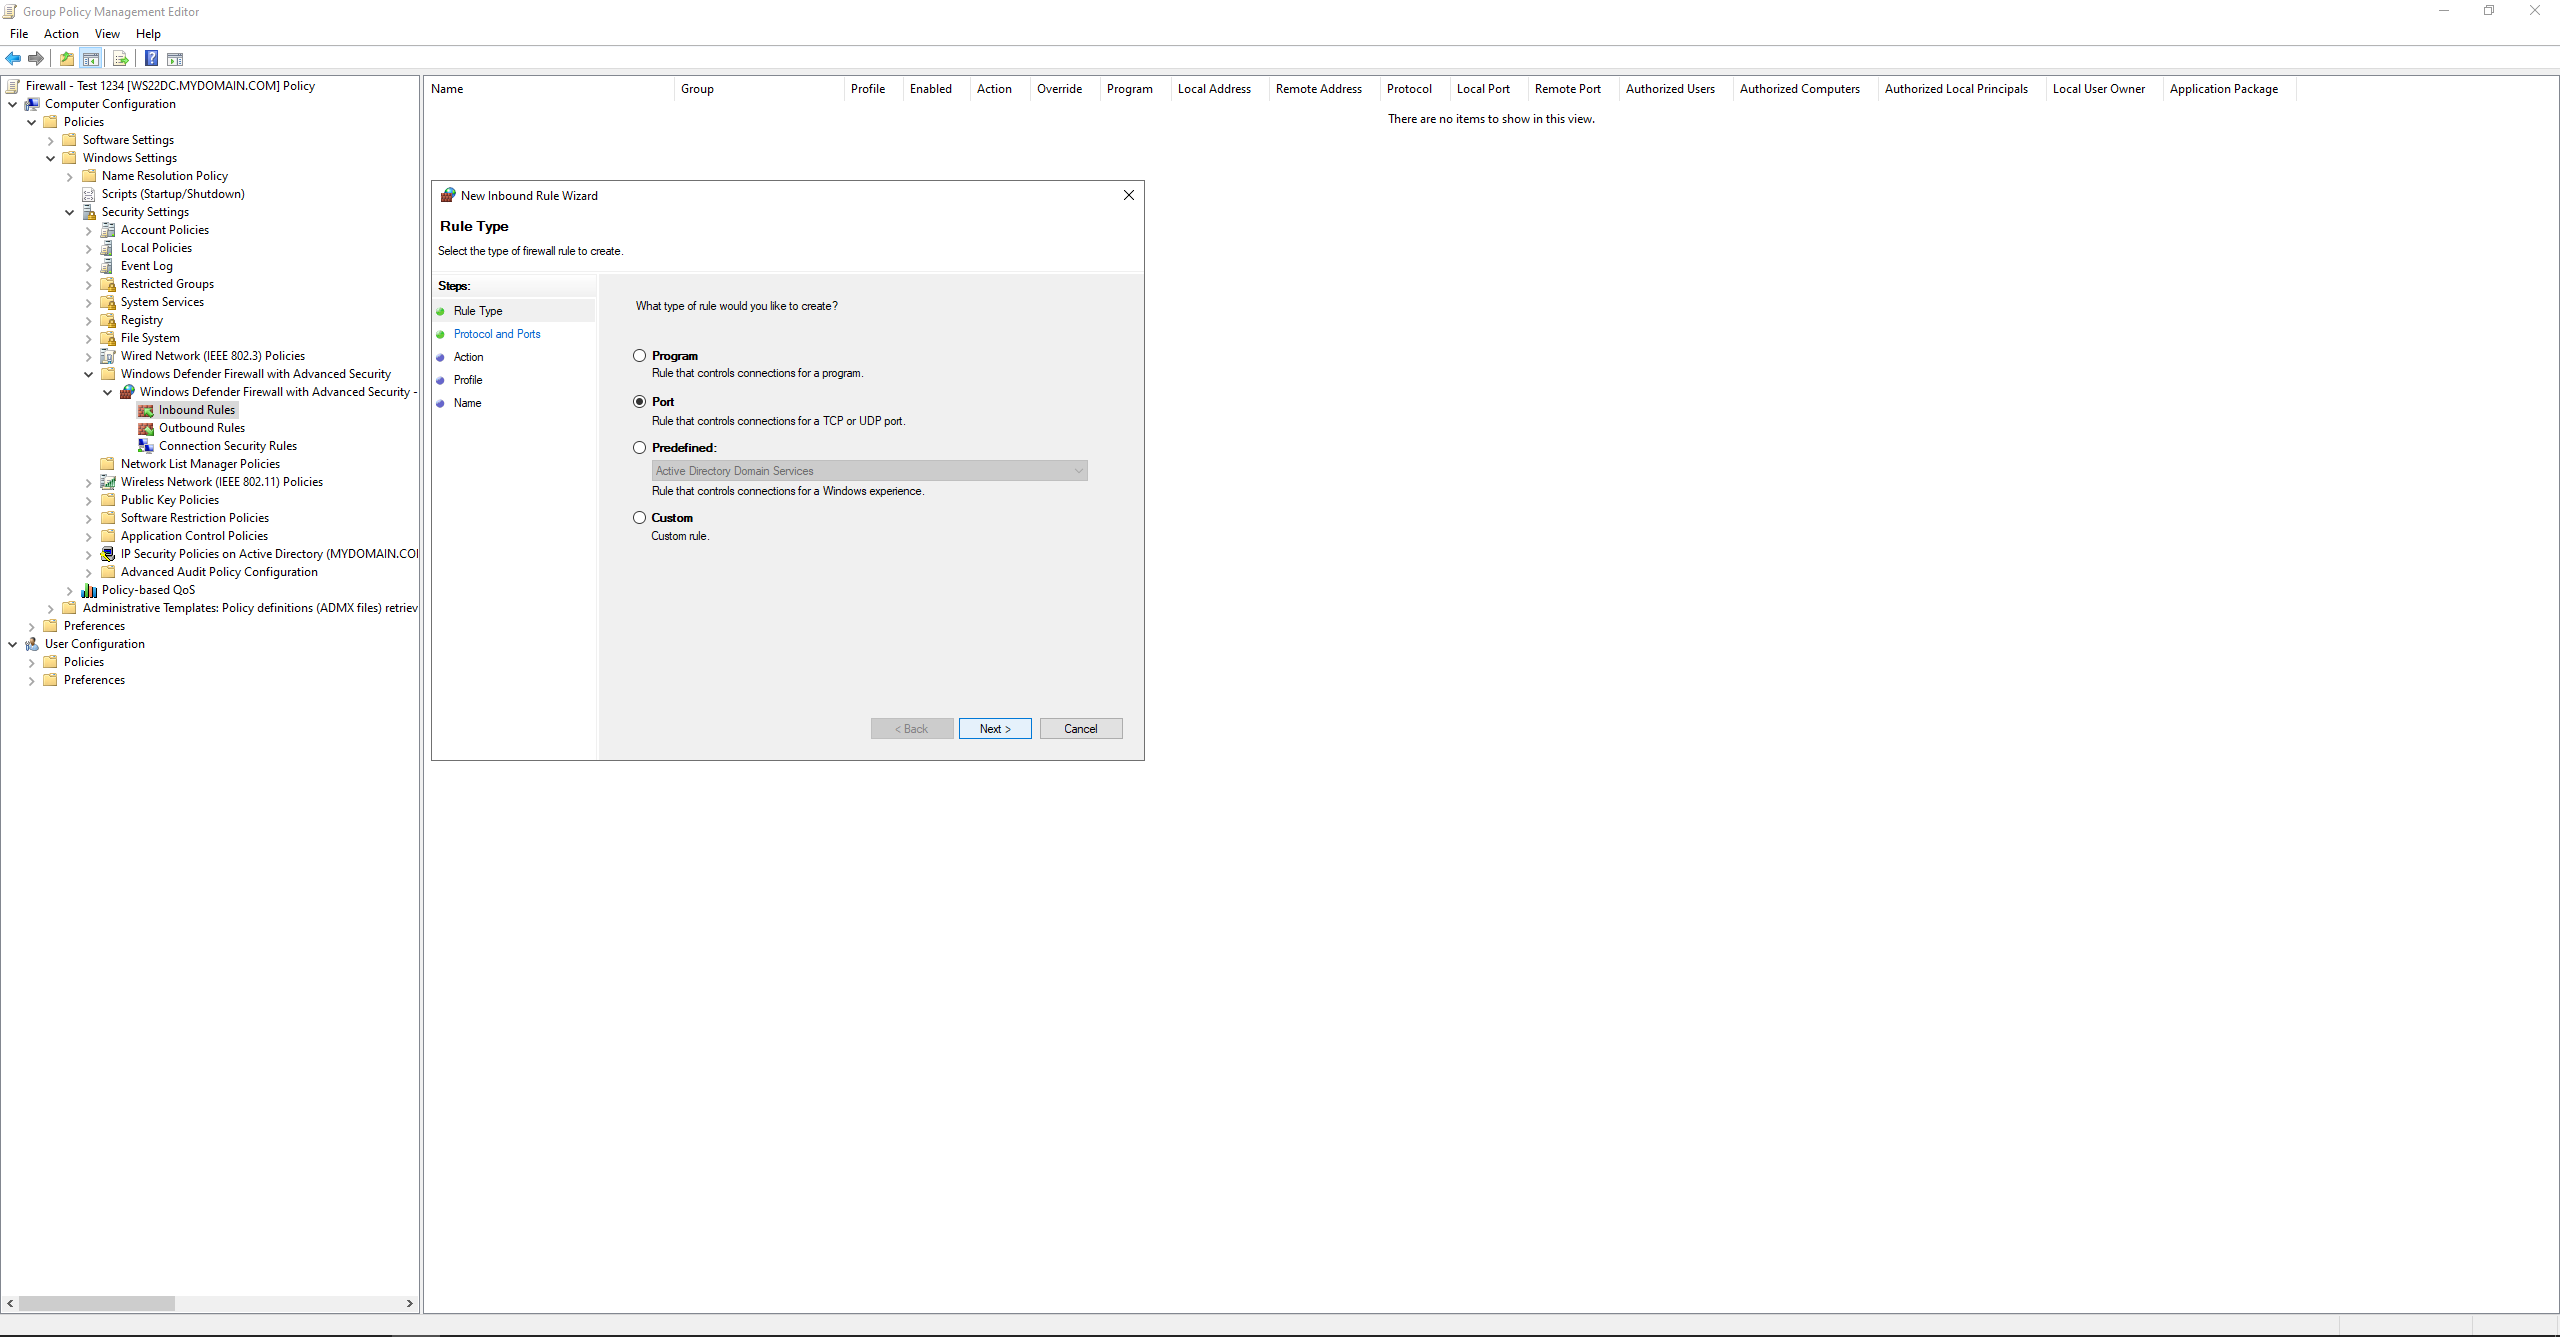 Group Policy Management Editor
File Action View Help
Firewall - Test 1234 [WS22DC.MYDOMAIN.COM] Policy
Computer Configuration
Policies
Software Settings
Windows Settings
Name Resolution Policy
Scripts (Startup/Shutdown)
Security Settings
Account Policies
Local Policies
Event Log
Restricted Groups
System Services
Registry
File System
Wired Network (IEEE 802.3) Policies
Windows Defender Firewall with Advanced Security
Windows Defender Firewall with Advanced Security -
Inbound Rules
Outbound Rules
Connection Security Rules
Network List Manager Policies
Wireless Network (IEEE 802.11) Policies
Public Key Policies
Software Restriction Policies
Application Control Policies
IP Security Policies on Active Directory (MYDOMAIN.CO
Advanced Audit Policy Configuration
Policy-based QoS
Administrative Templates: Policy definitions (ADMX files) retriev
Preferences
User Configuration
Policies
Preferences
Name Group Profile Enabled Action Override Program Local Address Remote Address Protocol Local Port Remote Port Authorized Users Authorized Computers Authorized Local Principals Local User Owner Application Package
There are no items to show in this view.
New Inbound Rule Wizard
Rule Type
Select the type of firewall rule to create.
Steps:
Rule Type
Protocol and Ports
Action
Profile
Name
What type of rule would you like to create?
Program
Rule that controls connections for a program.
Port
Rule that controls connections for a TCP or UDP port.
Predefined:
Active Directory Domain Services
Rule that controls connections for a Windows experience.
Custom
Custom rule.
< Back Next > Cancel